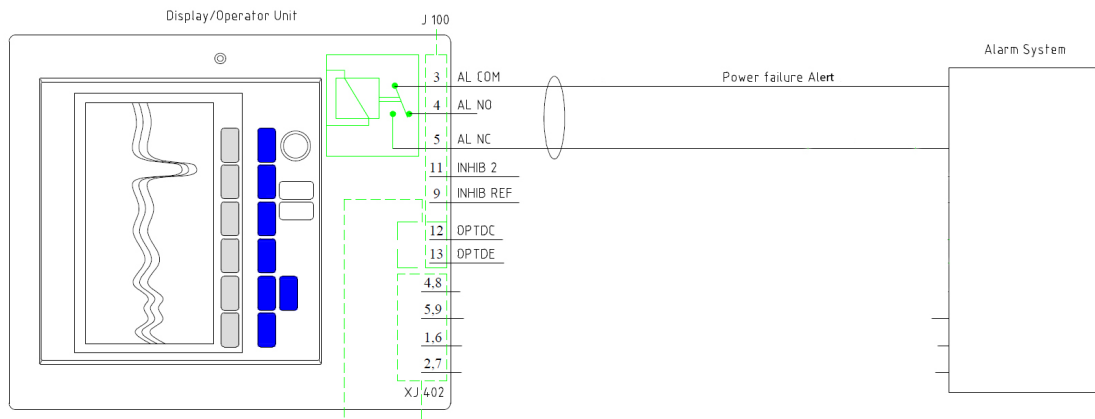 Display/Operator Unit
J 100
Alarm System
3 AL COM
Power failure Alert
4 AL NO
5 AL NC
11 INHIB 2
9 INHIB REF
12 OPTDC
13 OPTDE
4,8
5,9
1,6
2,7
XJ 402